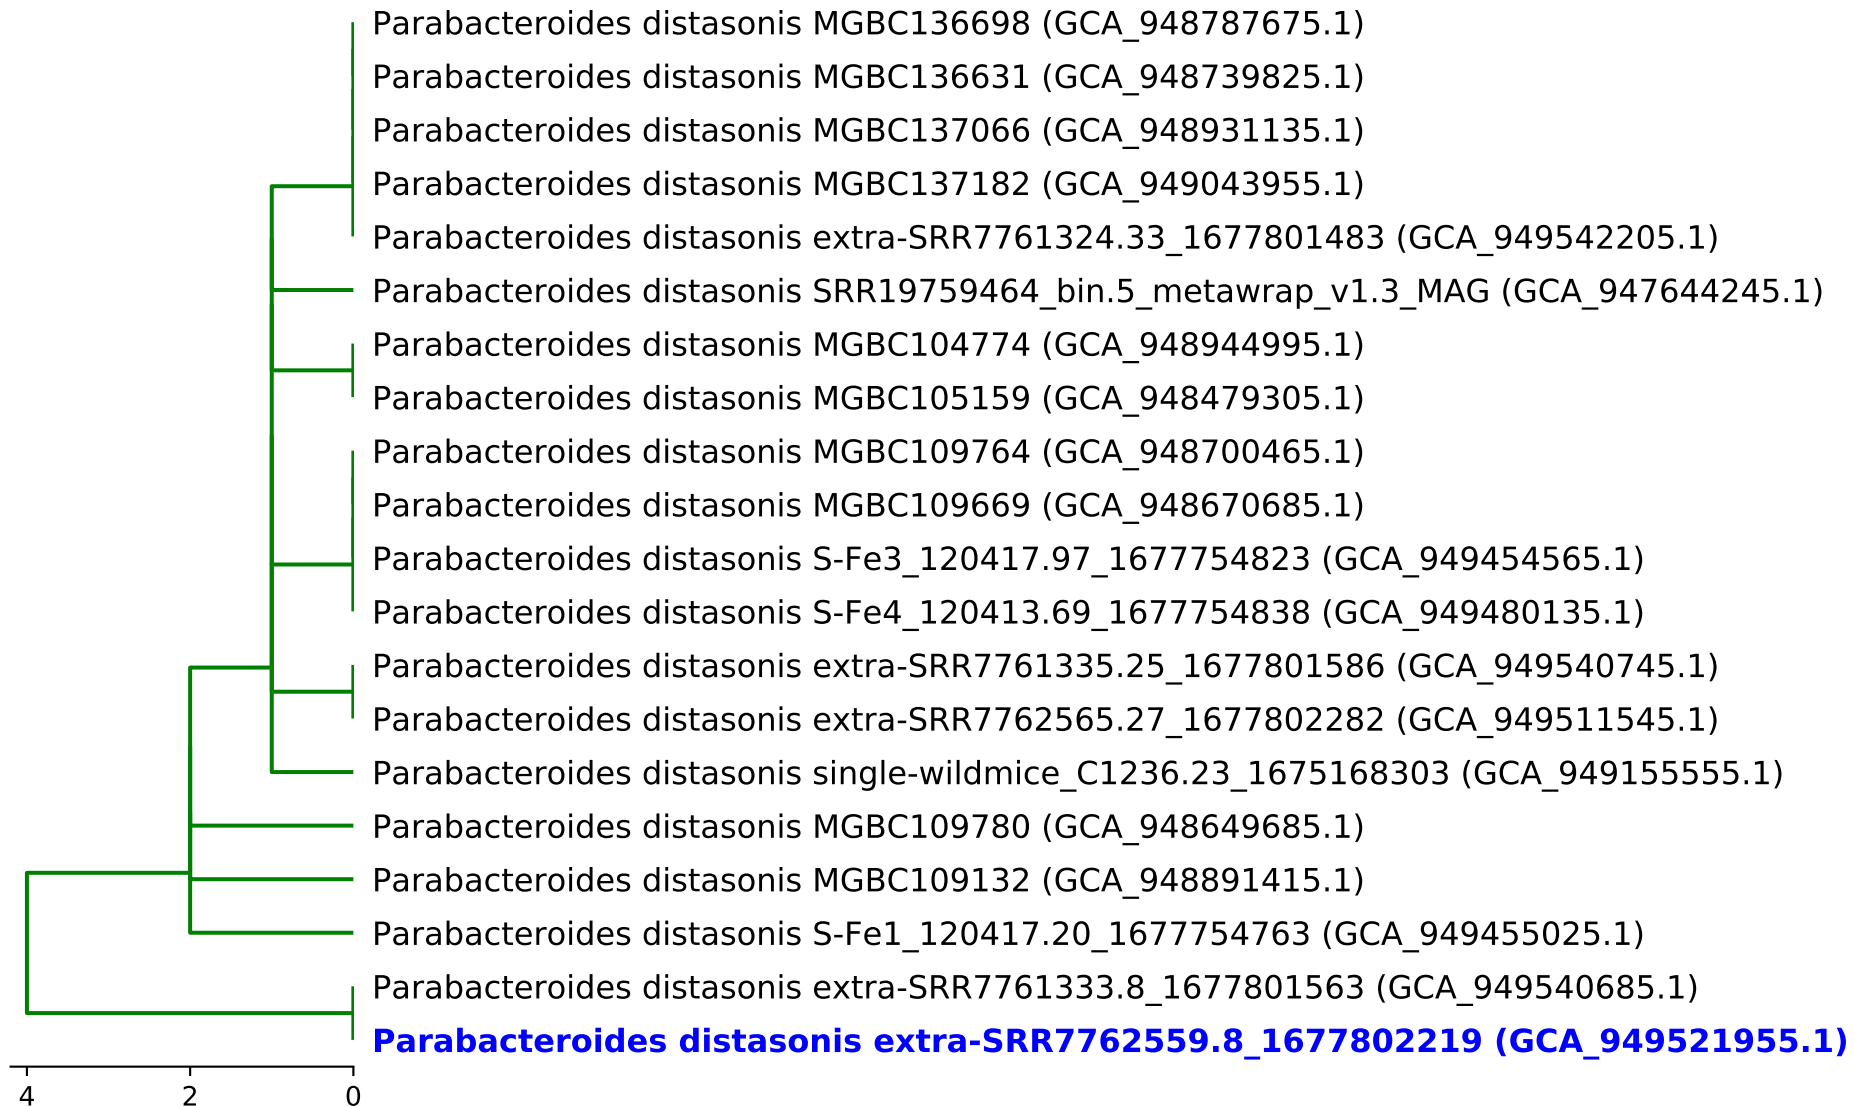 Parabacteroides distasonis MGBC136698 (GCA_948787675.1)
Parabacteroides distasonis MGBC136631 (GCA_948739825.1)
Parabacteroides distasonis MGBC137066 (GCA_948931135.1)
Parabacteroides distasonis MGBC137182 (GCA_949043955.1)
Parabacteroides distasonis extra-SRR7761324.33_1677801483 (GCA_949542205.1)
Parabacteroides distasonis SRR19759464_bin.5_metawrap_v1.3_MAG (GCA_947644245.1)
Parabacteroides distasonis MGBC104774 (GCA_948944995.1)
Parabacteroides distasonis MGBC105159 (GCA_948479305.1)
Parabacteroides distasonis MGBC109764 (GCA_948700465.1)
Parabacteroides distasonis MGBC109669 (GCA_948670685.1)
Parabacteroides distasonis S-Fe3_120417.97_1677754823 (GCA_949454565.1)
Parabacteroides distasonis S-Fe4_120413.69_1677754838 (GCA_949480135.1)
Parabacteroides distasonis extra-SRR7761335.25_1677801586 (GCA_949540745.1)
Parabacteroides distasonis extra-SRR7762565.27_1677802282 (GCA_949511545.1)
Parabacteroides distasonis single-wildmice_C1236.23_1675168303 (GCA_949155555.1)
Parabacteroides distasonis MGBC109780 (GCA_948649685.1)
Parabacteroides distasonis MGBC109132 (GCA_948891415.1)
Parabacteroides distasonis S-Fe1_120417.20_1677754763 (GCA_949455025.1)
Parabacteroides distasonis extra-SRR7761333.8_1677801563 (GCA_949540685.1)
Parabacteroides distasonis extra-SRR7762559.8_1677802219 (GCA_949521955.1)
4 2 0